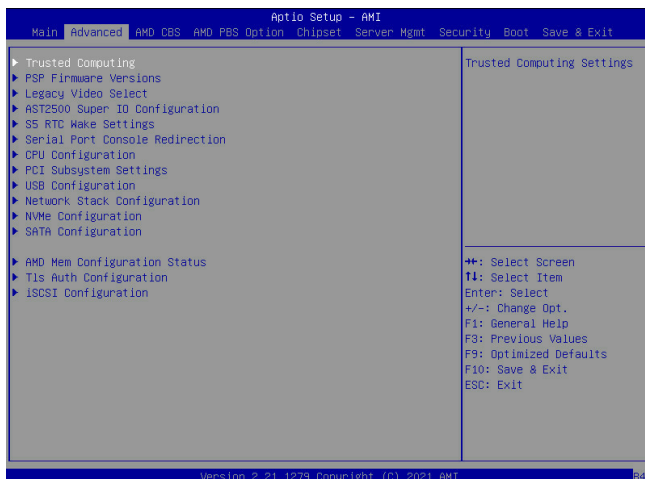 Aptio Setup – AMI
Main Advanced AMD CBS AMD PBS Option Chipset Server Mgmt Security Boot Save & Exit
Trusted Computing
PSP Firmware Versions
Legacy Video Select
AST2500 Super IO Configuration
S5 RTC Wake Settings
Serial Port Console Redirection
CPU Configuration
PCI Subsystem Settings
USB Configuration
Network Stack Configuration
NVMe Configuration
SATA Configuration
AMD Mem Configuration Status
Tls Auth Configuration
iSCSI Configuration
Trusted Computing Settings
→←: Select Screen
↑↓: Select Item
Enter: Select
+/-: Change Opt.
F1: General Help
F3: Previous Values
F9: Optimized Defaults
F10: Save & Exit
ESC: Exit
Version 2.21.1279 Copyright (C) 2021 AMI
B4